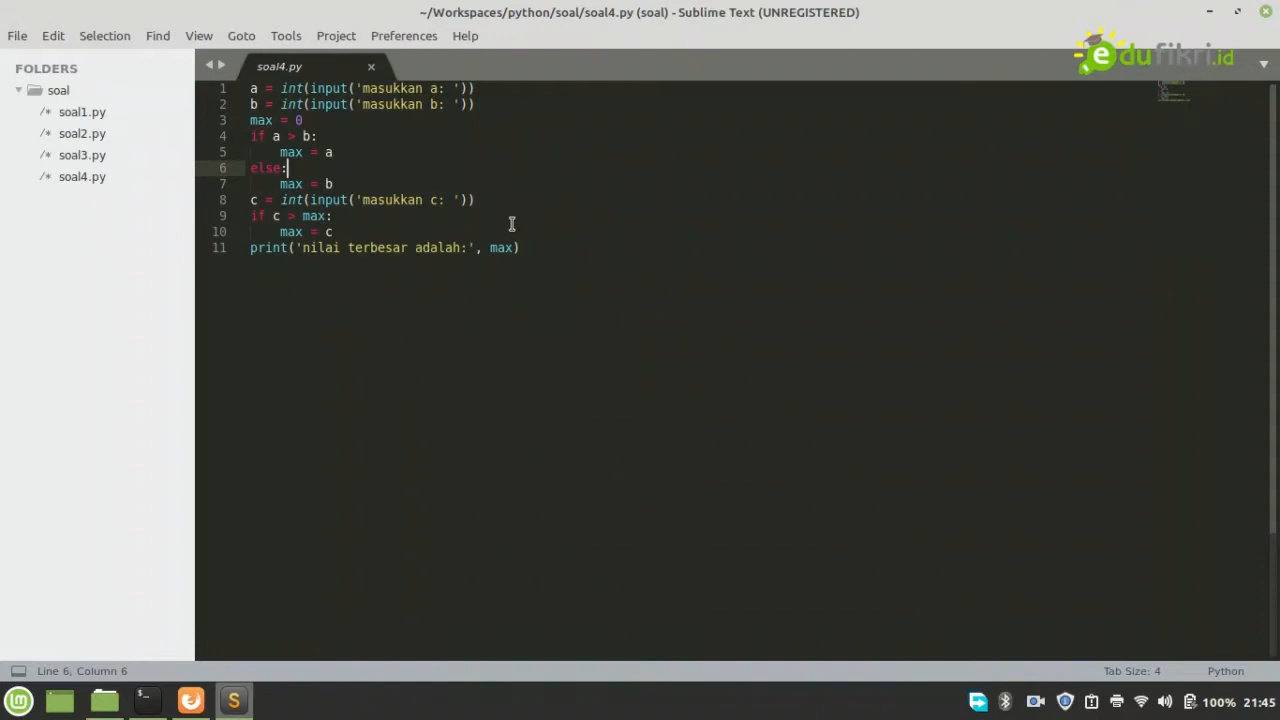 ~/Workspaces/python/soal/soal4.py (soal) - Sublime Text (UNREGISTERED)
File Edit Selection Find View Goto Tools Project Preferences Help
edufikri.id
FOLDERS
soal
/* soal1.py
/* soal2.py
/* soal3.py
/* soal4.py
soal4.py
1 a = int(input('masukkan a: '))
2 b = int(input('masukkan b: '))
3 max = 0
4 if a > b:
5     max = a
6 else:
7     max = b
8 c = int(input('masukkan c: '))
9 if c > max:
10     max = c
11 print('nilai terbesar adalah:', max)
Line 6, Column 6
Tab Size: 4
Python
100% 21:45